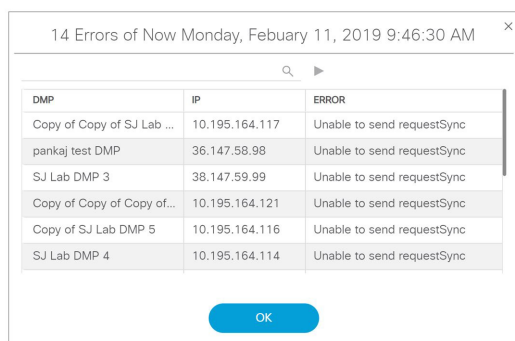 14 Errors of Now Monday, Febuary 11, 2019 9:46:30 AM
DMP IP ERROR
Copy of Copy of SJ Lab ... 10.195.164.117 Unable to send requestSync
pankaj test DMP 36.147.58.98 Unable to send requestSync
SJ Lab DMP 3 38.147.59.99 Unable to send requestSync
Copy of Copy of Copy of... 10.195.164.121 Unable to send requestSync
Copy of SJ Lab DMP 5 10.195.164.116 Unable to send requestSync
SJ Lab DMP 4 10.195.164.114 Unable to send requestSync
OK